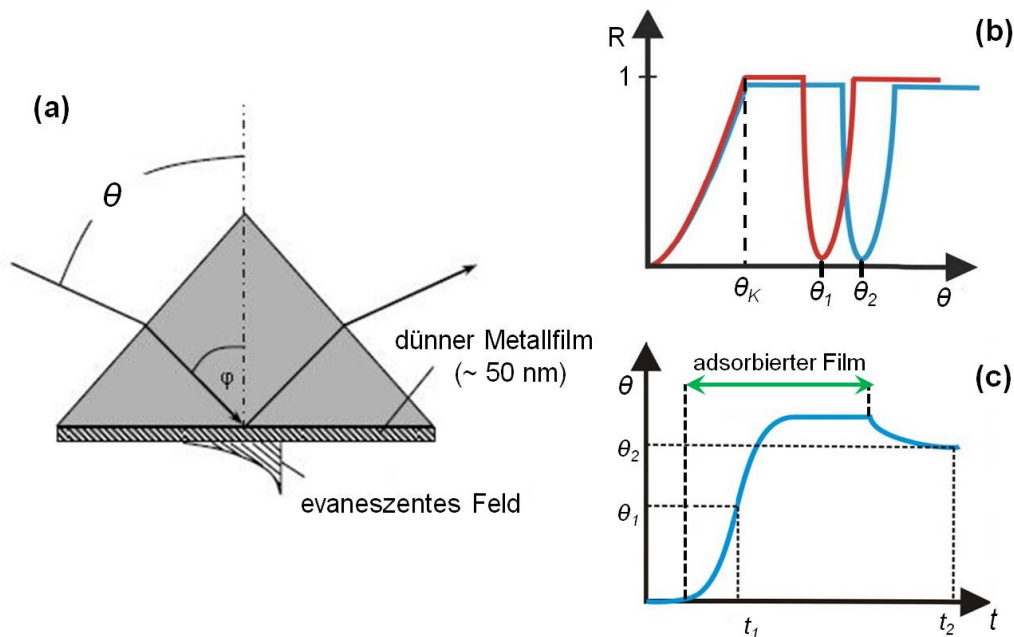 (a)
θ
φ
dünner Metallfilm
(~ 50 nm)
evaneszentes Feld
(b)
R
1
θK
θ1
θ2
θ
(c)
adsorbierter Film
θ
θ2
θ1
t1
t2
t